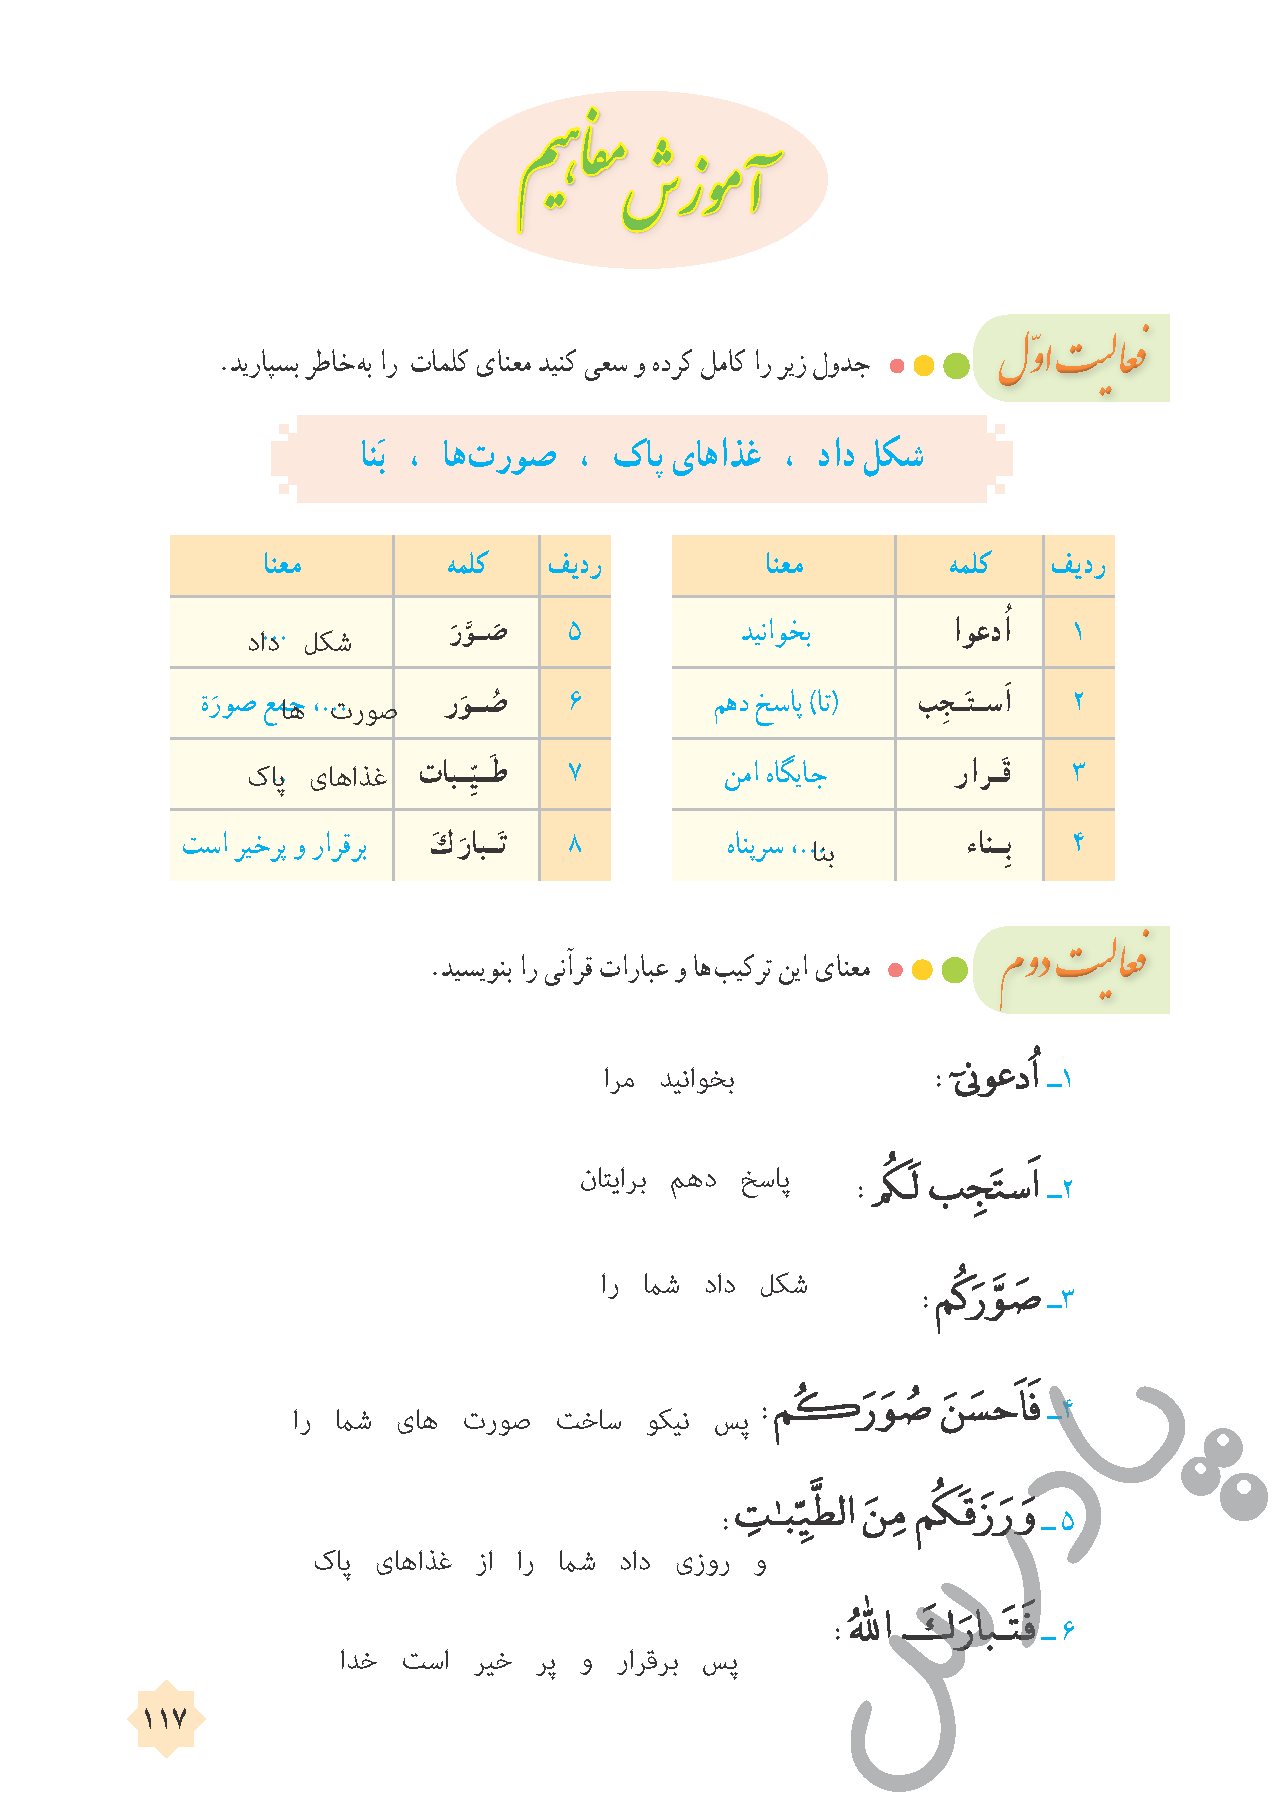 آموزش مفاهیم
فعالیت اوّل
جدول زیر را کامل کرده و سعی کنید معنای کلمات را به‌خاطر بسپارید.
شکل داد ، غذاهای پاک ، صورت‌ها ، بَنا
ردیف کلمه معنا
۱ اُدعوا بخوانید
۲ اَستَجِب (تا) پاسخ دهم
۳ قَرار جایگاه امن
۴ بِناء بنا ...، سرپناه
ردیف کلمه معنا
۵ صَوَّرَ شکل داد ...
۶ صُوَر صورت ها ...، جمع صورَة
۷ طَیِّبات غذاهای پاک
۸ تَبارَكَ برقرار و پرخیر است
فعالیت دوم
معنای این ترکیب‌ها و عبارات قرآنی را بنویسید.
۱ـ اُدعونیٓ : بخوانید مرا
۲ـ اَستَجِب لَکُم : پاسخ دهم برایتان
۳ـ صَوَّرَکُم : شکل داد شما را
۴ـ فَاَحسَنَ صُوَرَکُم : پس نیکو ساخت صورت های شما را
۵ ـ وَ رَزَقَکُم مِنَ الطَّیِّبٰتِ :
و روزی داد شما را از غذاهای پاک
۶ ـ فَتَبارَكَ اللّٰهُ :
پس برقرار و پر خیر است خدا
پادرس
۱۱۷